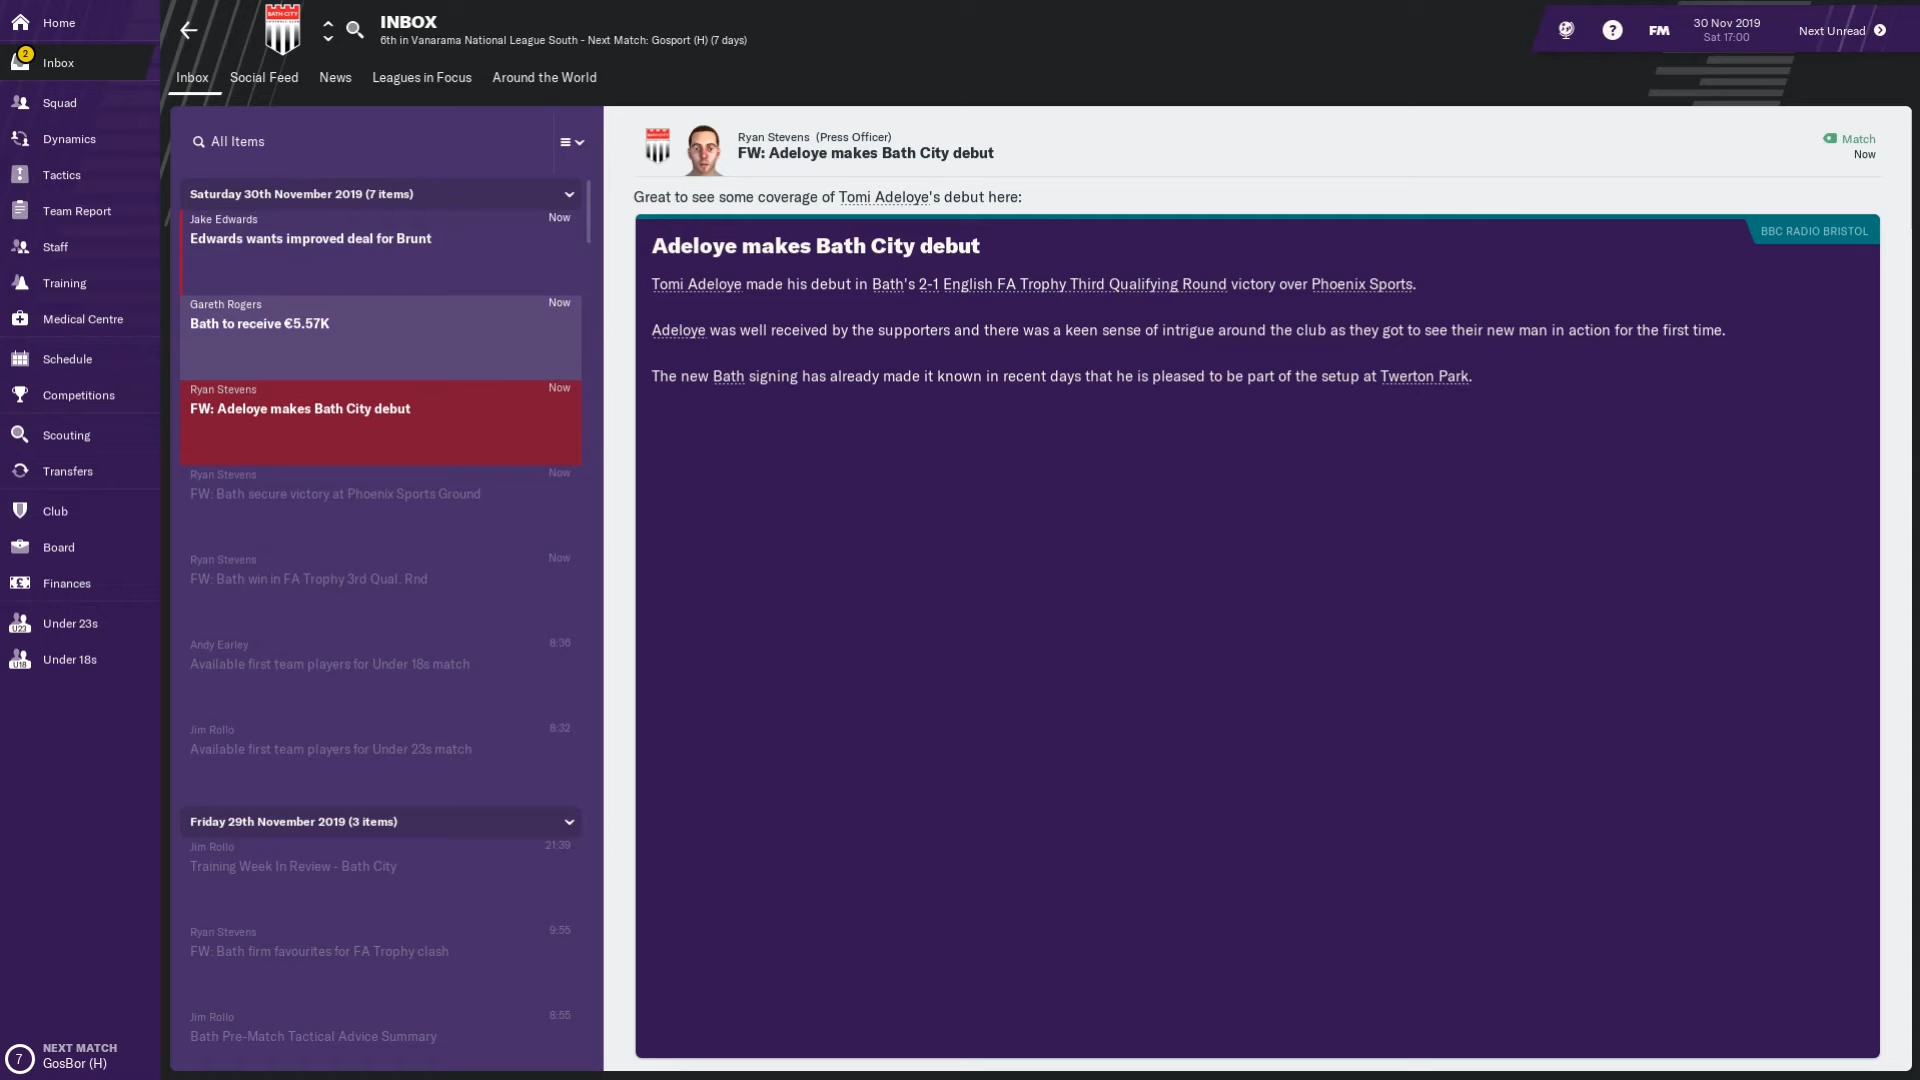 Home
2
Inbox
Squad
Dynamics
Tactics
Team Report
Staff
Training
Medical Centre
Schedule
Competitions
Scouting
Transfers
Club
Board
Finances
U23
Under 23s
U18
Under 18s
7
NEXT MATCH
GosBor (H)
BATH CITY
INBOX
6th in Vanarama National League South - Next Match: Gosport (H) (7 days)
FM
30 Nov 2019
Sat 17:00
Next Unread
Inbox Social Feed News Leagues in Focus Around the World
All Items
Saturday 30th November 2019 (7 items)
Jake Edwards Now
Edwards wants improved deal for Brunt
Gareth Rogers Now
Bath to receive €5.57K
Ryan Stevens Now
FW: Adeloye makes Bath City debut
Ryan Stevens Now
FW: Bath secure victory at Phoenix Sports Ground
Ryan Stevens Now
FW: Bath win in FA Trophy 3rd Qual. Rnd
Andy Earley 8:36
Available first team players for Under 18s match
Jim Rollo 8:32
Available first team players for Under 23s match
Friday 29th November 2019 (3 items)
Jim Rollo 21:39
Training Week In Review - Bath City
Ryan Stevens 9:55
FW: Bath firm favourites for FA Trophy clash
Jim Rollo 8:55
Bath Pre-Match Tactical Advice Summary
Ryan Stevens (Press Officer)
FW: Adeloye makes Bath City debut
Match
Now
Great to see some coverage of Tomi Adeloye's debut here:
BBC RADIO BRISTOL
Adeloye makes Bath City debut
Tomi Adeloye made his debut in Bath's 2-1 English FA Trophy Third Qualifying Round victory over Phoenix Sports.
Adeloye was well received by the supporters and there was a keen sense of intrigue around the club as they got to see their new man in action for the first time.
The new Bath signing has already made it known in recent days that he is pleased to be part of the setup at Twerton Park.